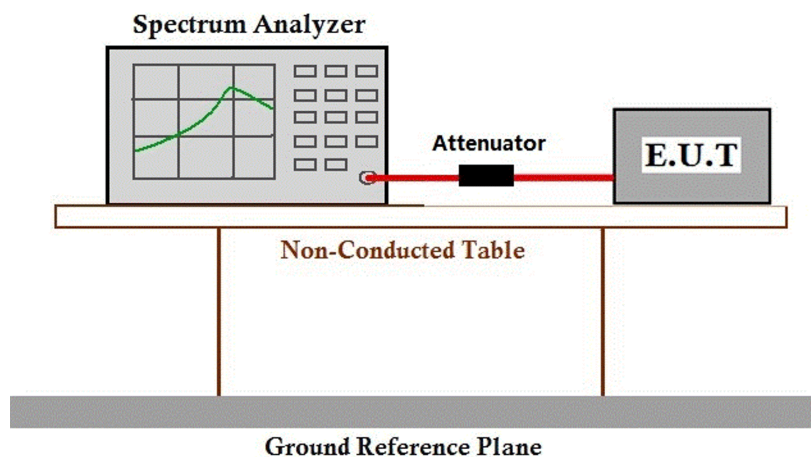 Spectrum Analyzer
Attenuator
E.U.T
Non-Conducted Table
Ground Reference Plane